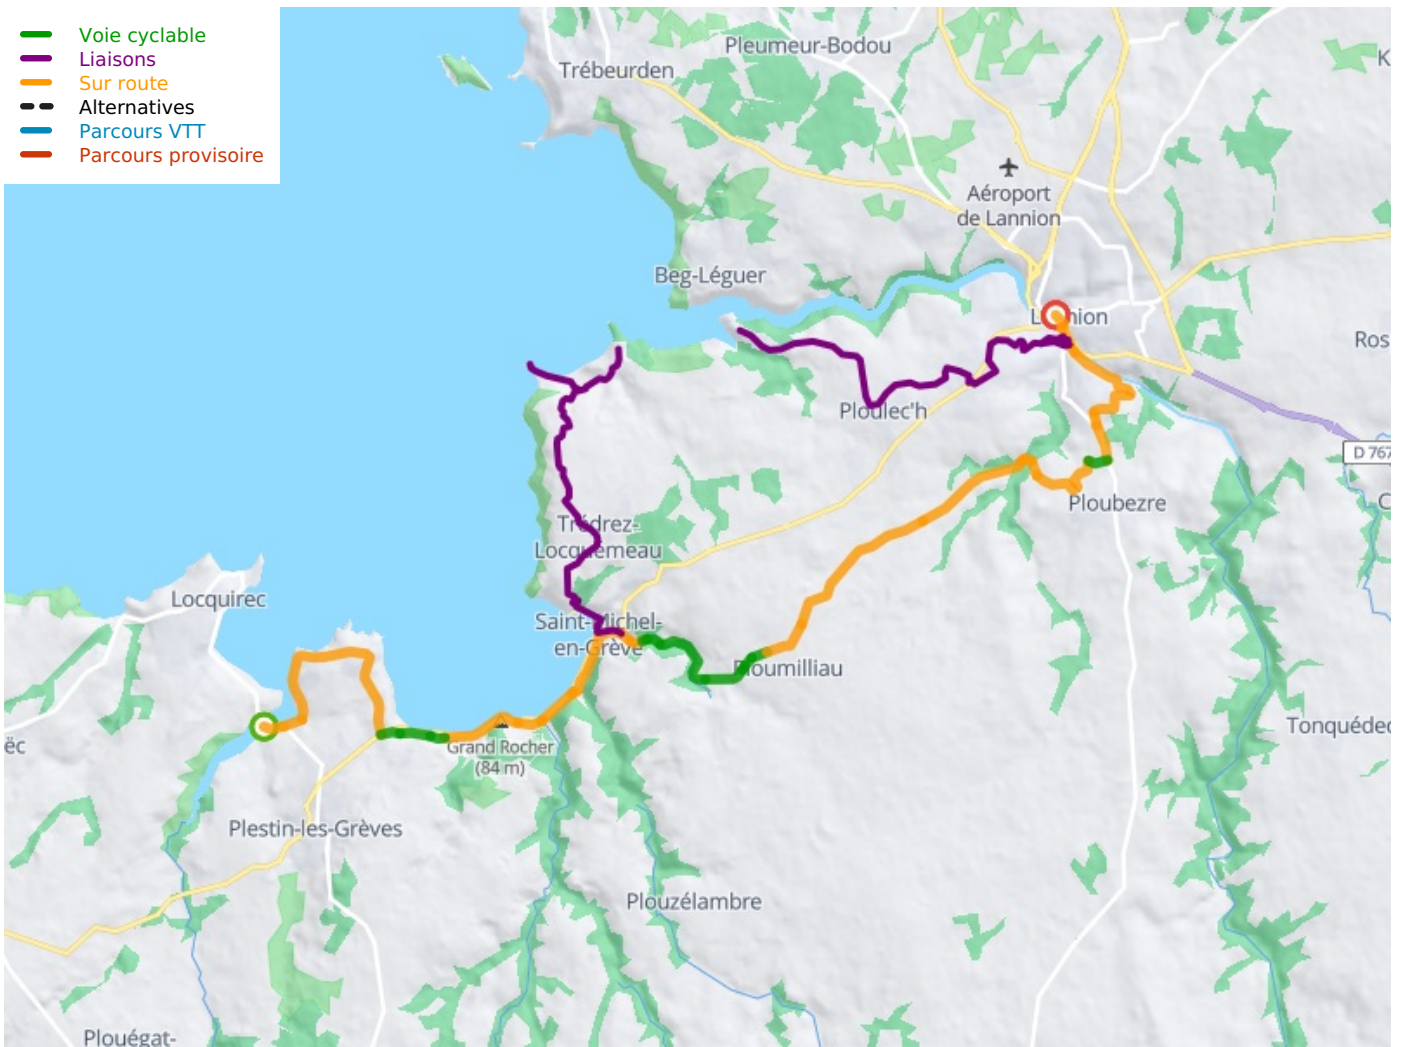 Voie cyclable
Liaisons
Sur route
Alternatives
Parcours VTT
Parcours provisoire
Pleumeur-Bodou
Trébeurden
K
Aéroport
de Lannion
Beg-Léguer
Ros
Ploulec'h
D 767
C
Ploubezre
Trédrez-
Locquémeau
Locquirec
Saint-Michel-
en-Grève
Ploumilliau
Tonquédec
ëc
Grand Rocher
(84 m)
Plestin-les-Grèves
Plouzélambre
Plouégat-